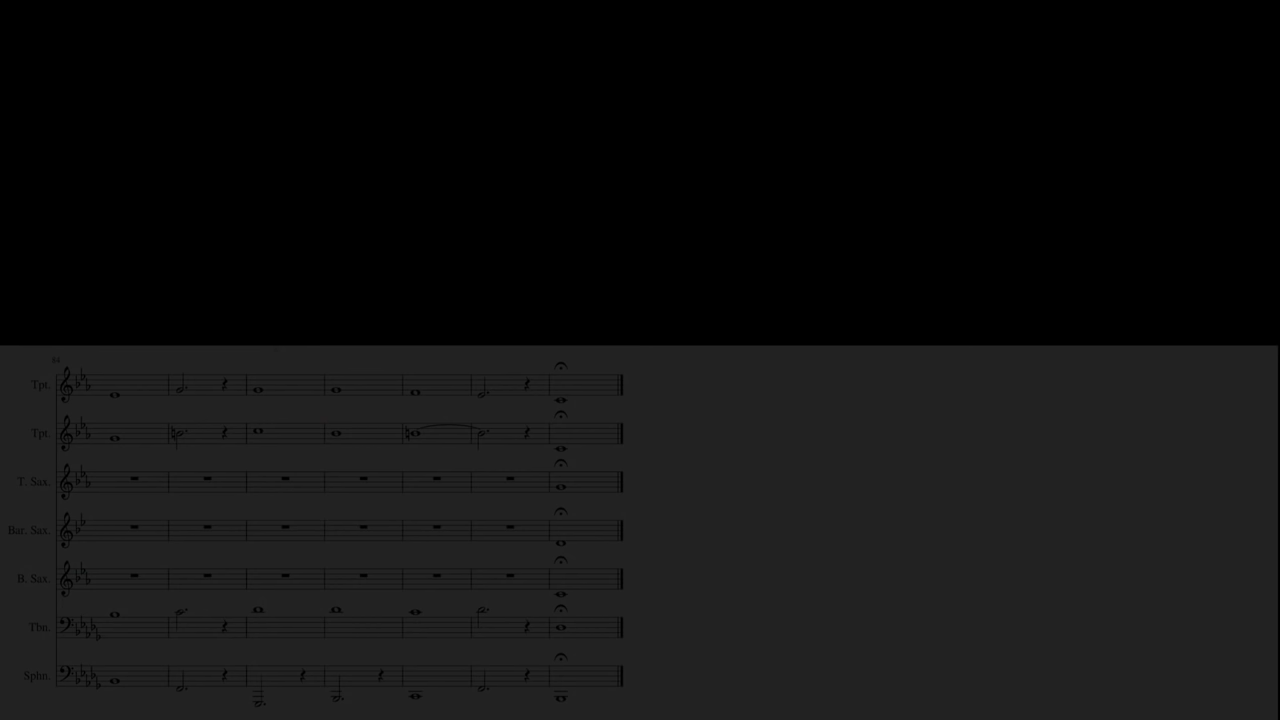 Tpt.
Tpt.
T. Sax.
Bar. Sax.
B. Sax.
Tbn.
Sphn.